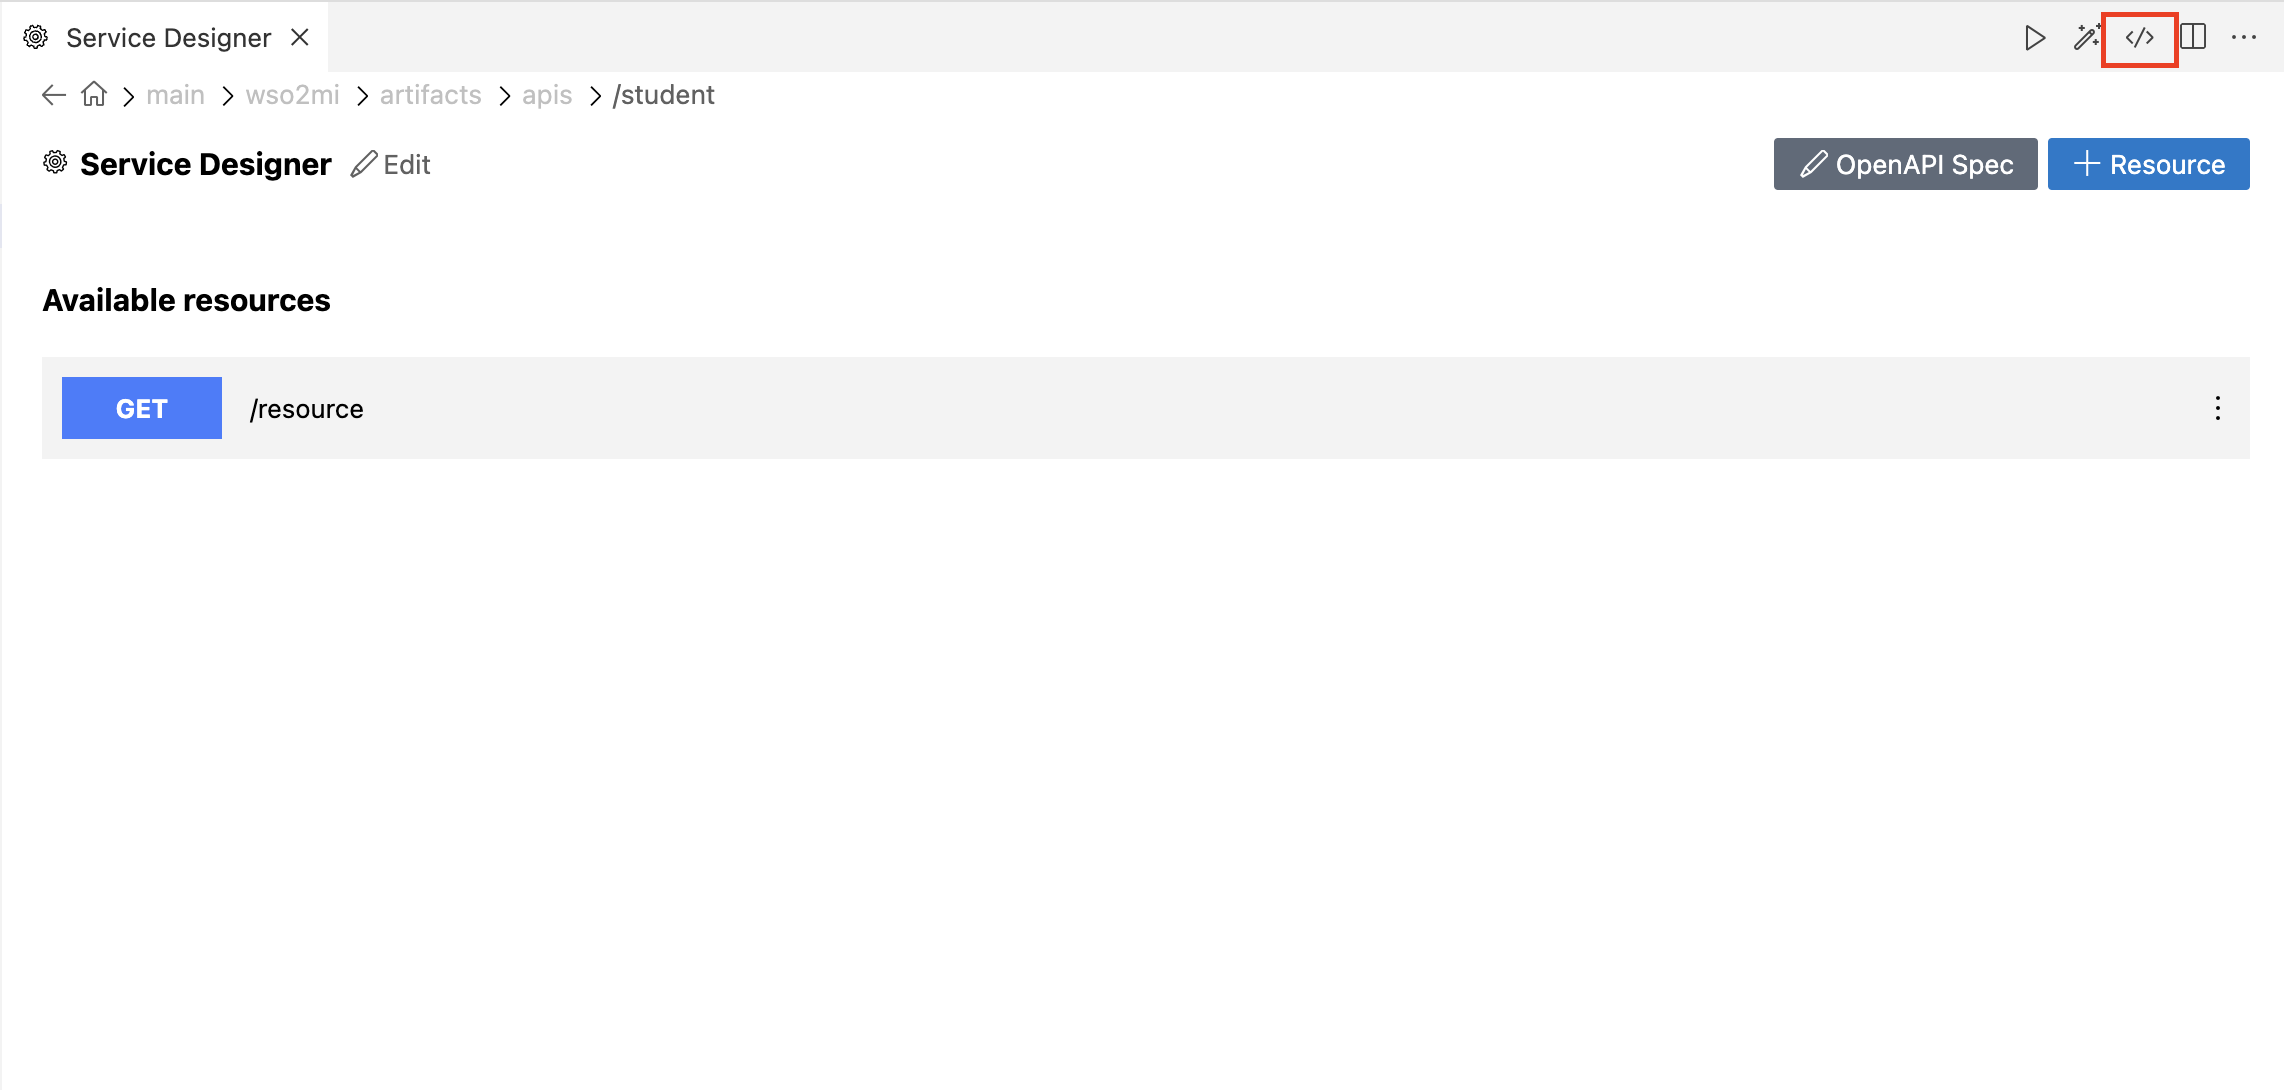 Service Designer
main wso2mi artifacts apis /student
Service Designer Edit OpenAPI Spec Resource
Available resources
GET /resource